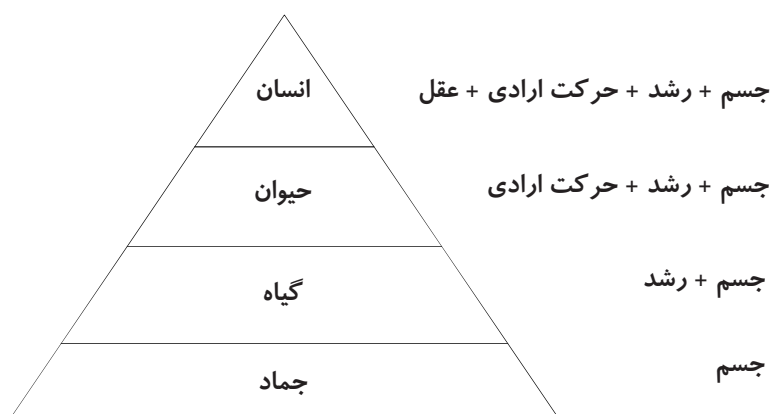 انسان
جسم + رشد + حرکت ارادی + عقل
حیوان
جسم + رشد + حرکت ارادی
گیاه
جسم + رشد
جماد
جسم